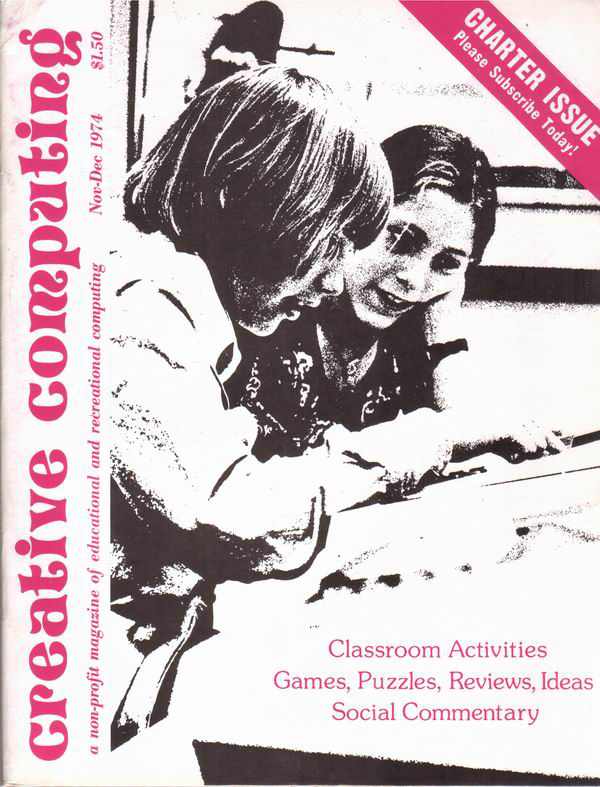 creative computing
a non-profit magazine of educational and recreational computing
Nov-Dec 1974
$1.50
CHARTER ISSUE
Please Subscribe Today!
Classroom Activities
Games, Puzzles, Reviews, Ideas
Social Commentary